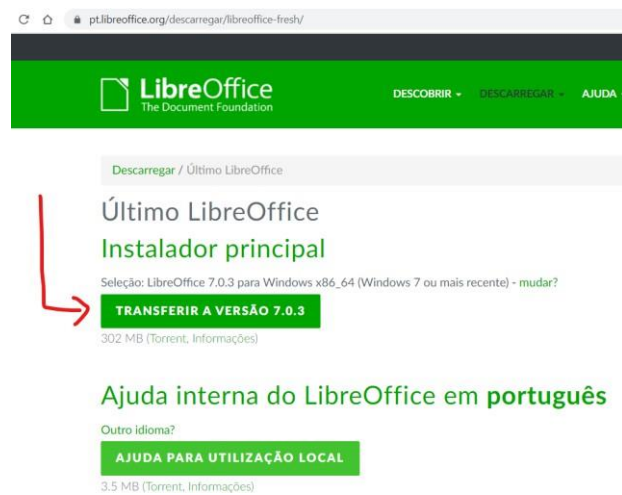 pt.libreoffice.org/descarregar/libreoffice-fresh/
LibreOffice
The Document Foundation
DESCOBRIR
DESCARREGAR
AJUDA
Descarregar / Último LibreOffice
Último LibreOffice
Instalador principal
Seleção: LibreOffice 7.0.3 para Windows x86_64 (Windows 7 ou mais recente) - mudar?
TRANSFERIR A VERSÃO 7.0.3
302 MB (Torrent, Informações)
Ajuda interna do LibreOffice em português
Outro idioma?
AJUDA PARA UTILIZAÇÃO LOCAL
3.5 MB (Torrent, Informações)